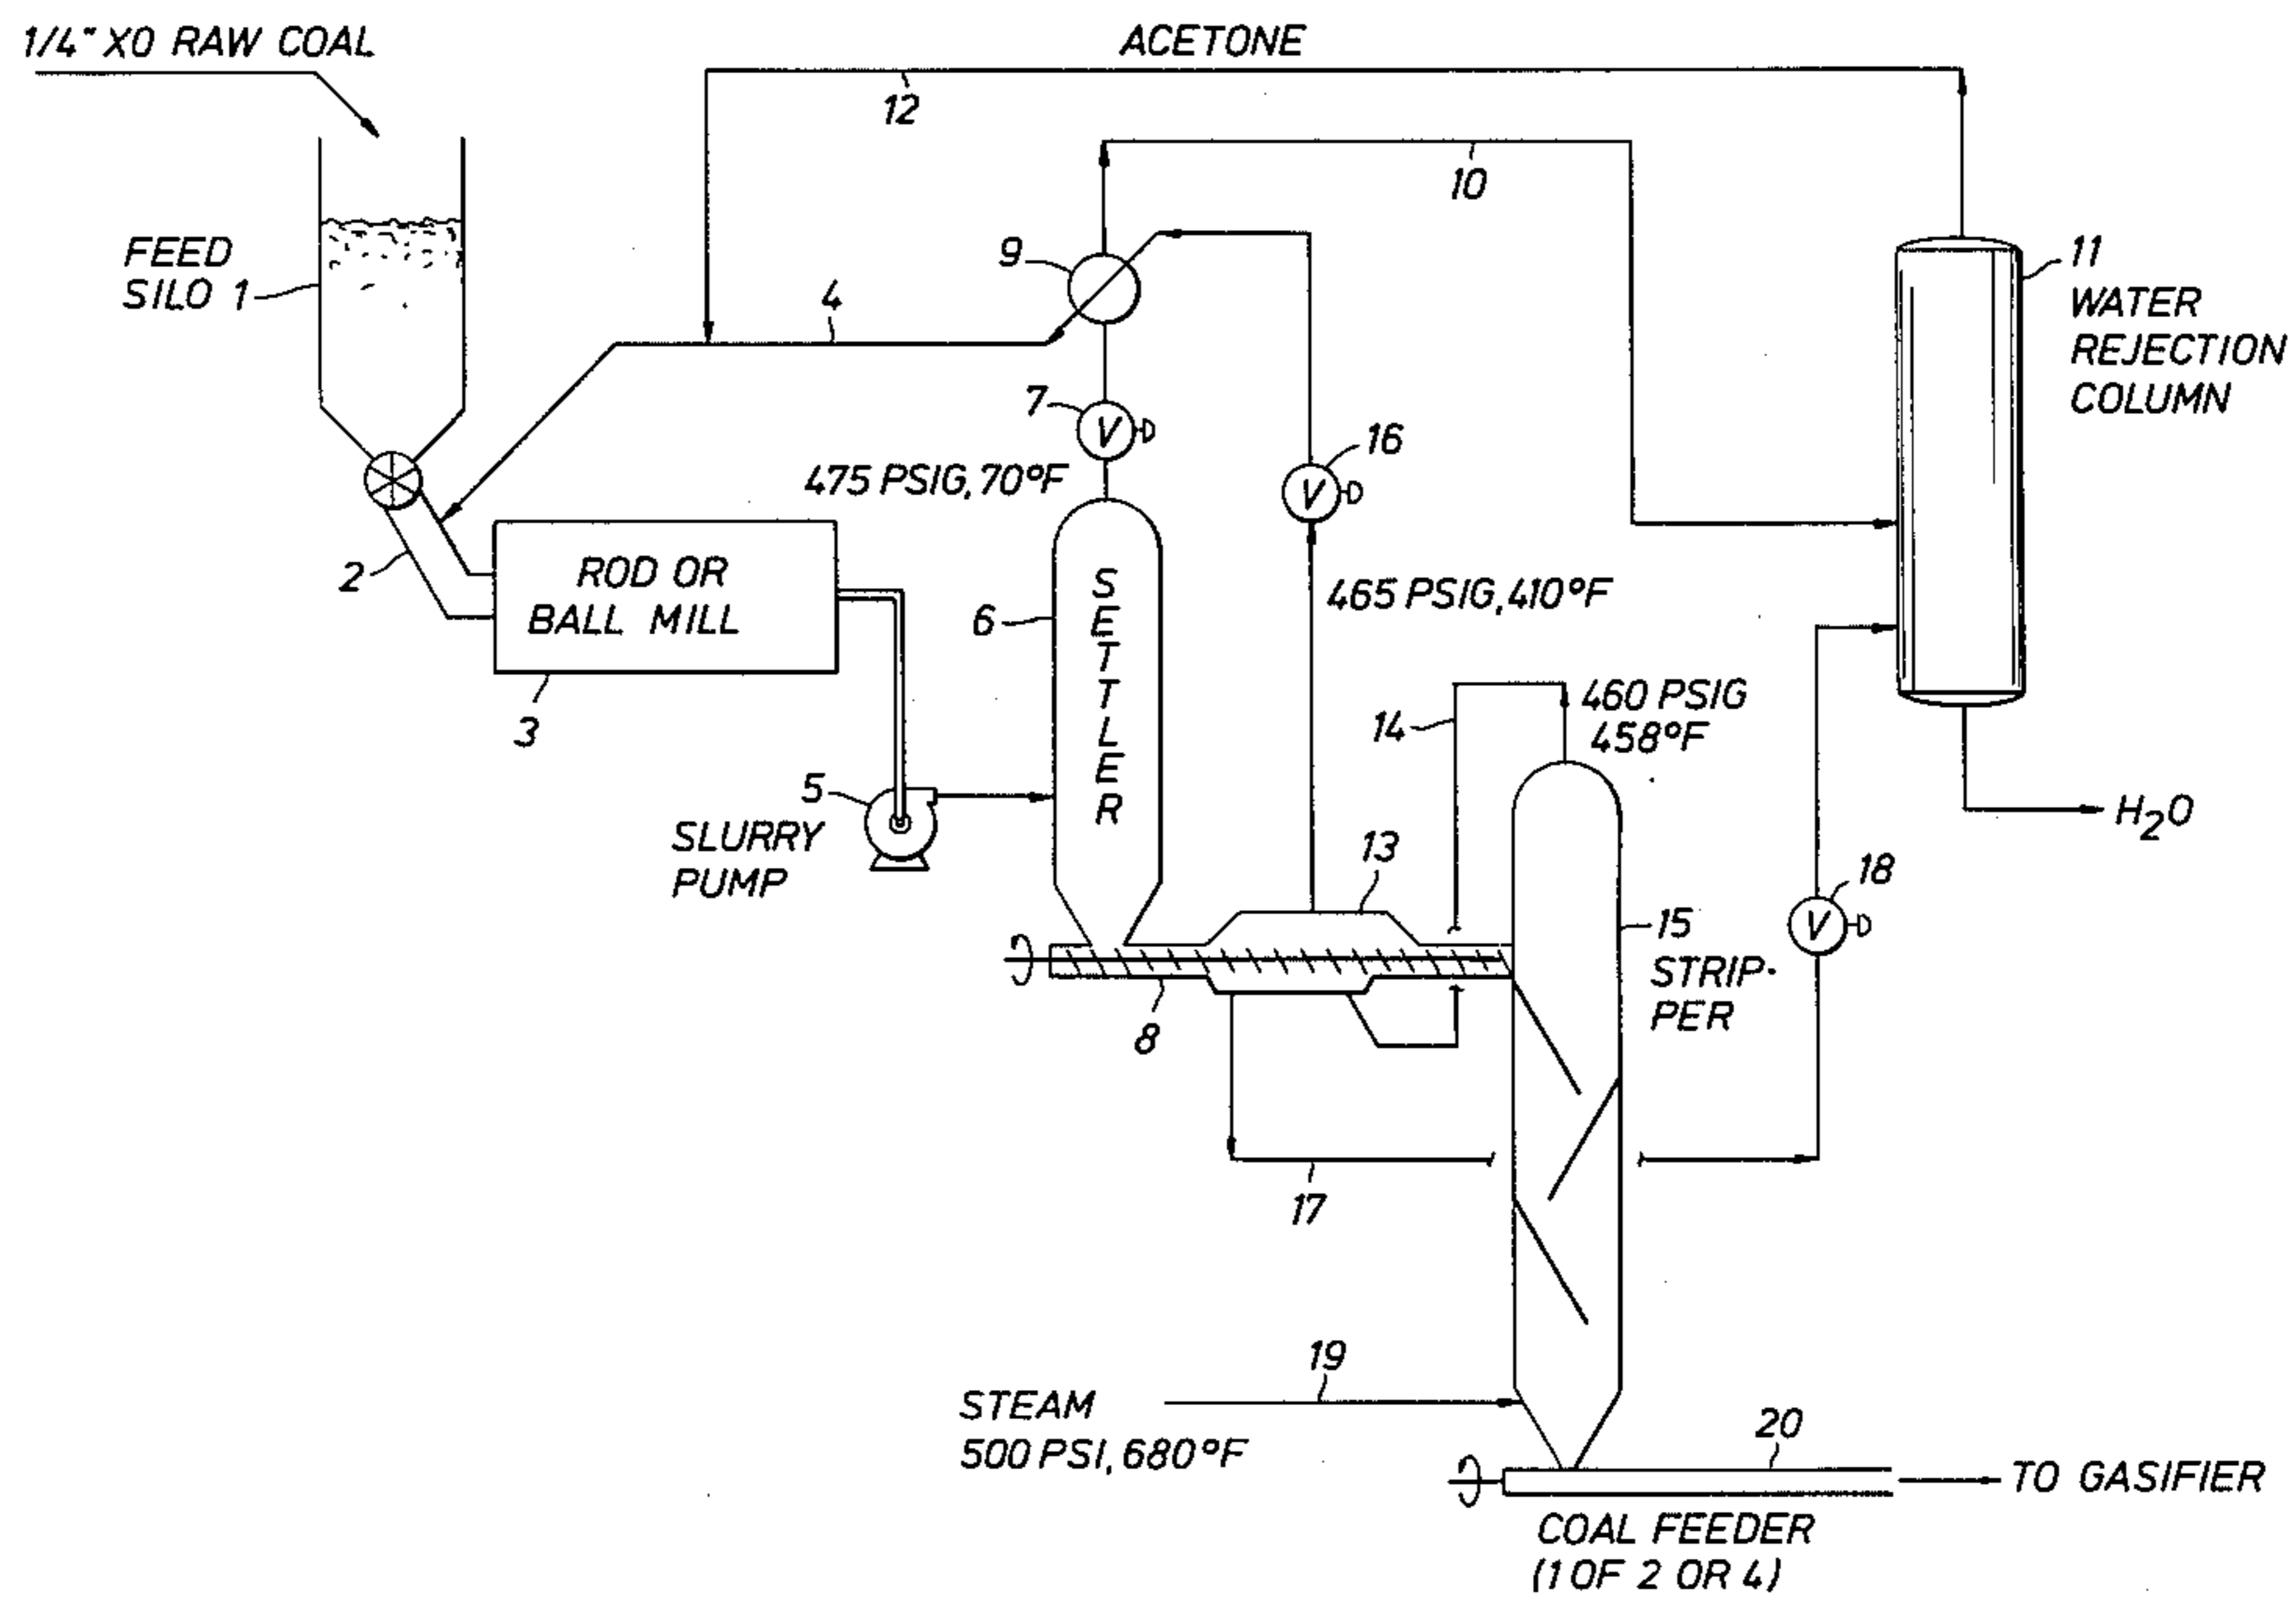 1/4" X0 RAW COAL
ACETONE
12
10
FEED
SILO 1
9
4
11
WATER
REJECTION
COLUMN
7
V
16
V
475 PSIG, 70°F
2
ROD OR
BALL MILL
3
6
SETTLER
465 PSIG, 410°F
14
460 PSIG
458°F
5
SLURRY
PUMP
13
H2O
18
V
15
STRIP-
PER
8
17
19
STEAM
500 PSI, 680°F
20
TO GASIFIER
COAL FEEDER
(1 OF 2 OR 4)